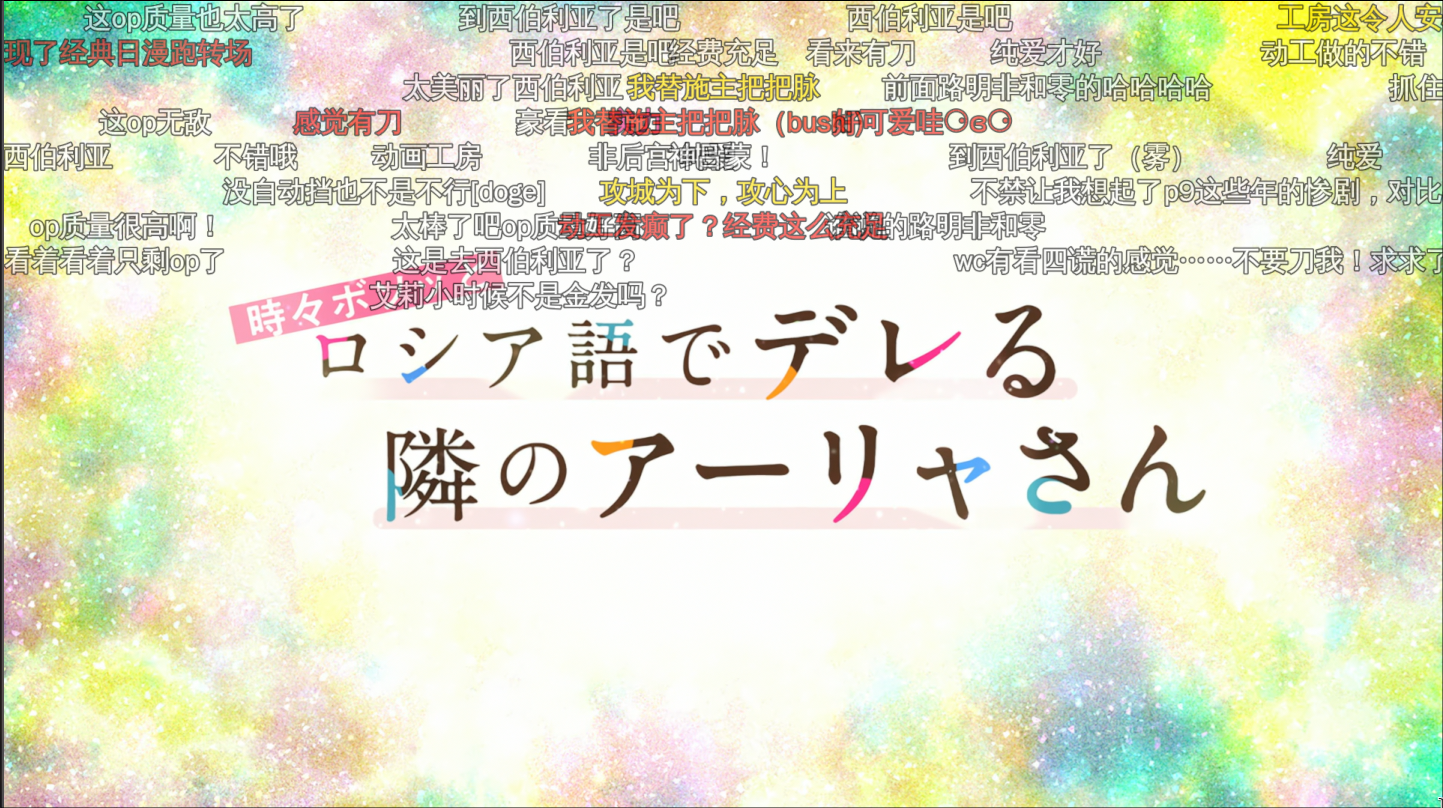 这op质量也太高了 到西伯利亚了是吧 西伯利亚是吧 工房这令人安
现了经典日漫跑转场 西伯利亚是吧 经费充足 看来有刀 纯爱才好 动工做的不错
太美丽了西伯利亚 我替施主把把脉 前面路明非和零的哈哈哈哈 抓住
这op无敌 感觉有刀 豪看 我替施主把把脉（bushi） 好可爱哇
西伯利亚 不错哦 动画工房 非后宫神 到西伯利亚了（雾） 纯爱
没自动挡也不是不行[doge] 攻城为下，攻心为上 不禁让我想起了p9这些年的惨剧，对比
op质量很高啊！ 太棒了吧op质 动工发癫了？经费这么充足 的路明非和零
看着看着只剩op了 这是去西伯利亚了？ wc有看四谎的感觉……不要刀我！求求了
艾莉小时候不是金发吗？
時々ボ
ロシア語でデレる
隣のアーリャさん